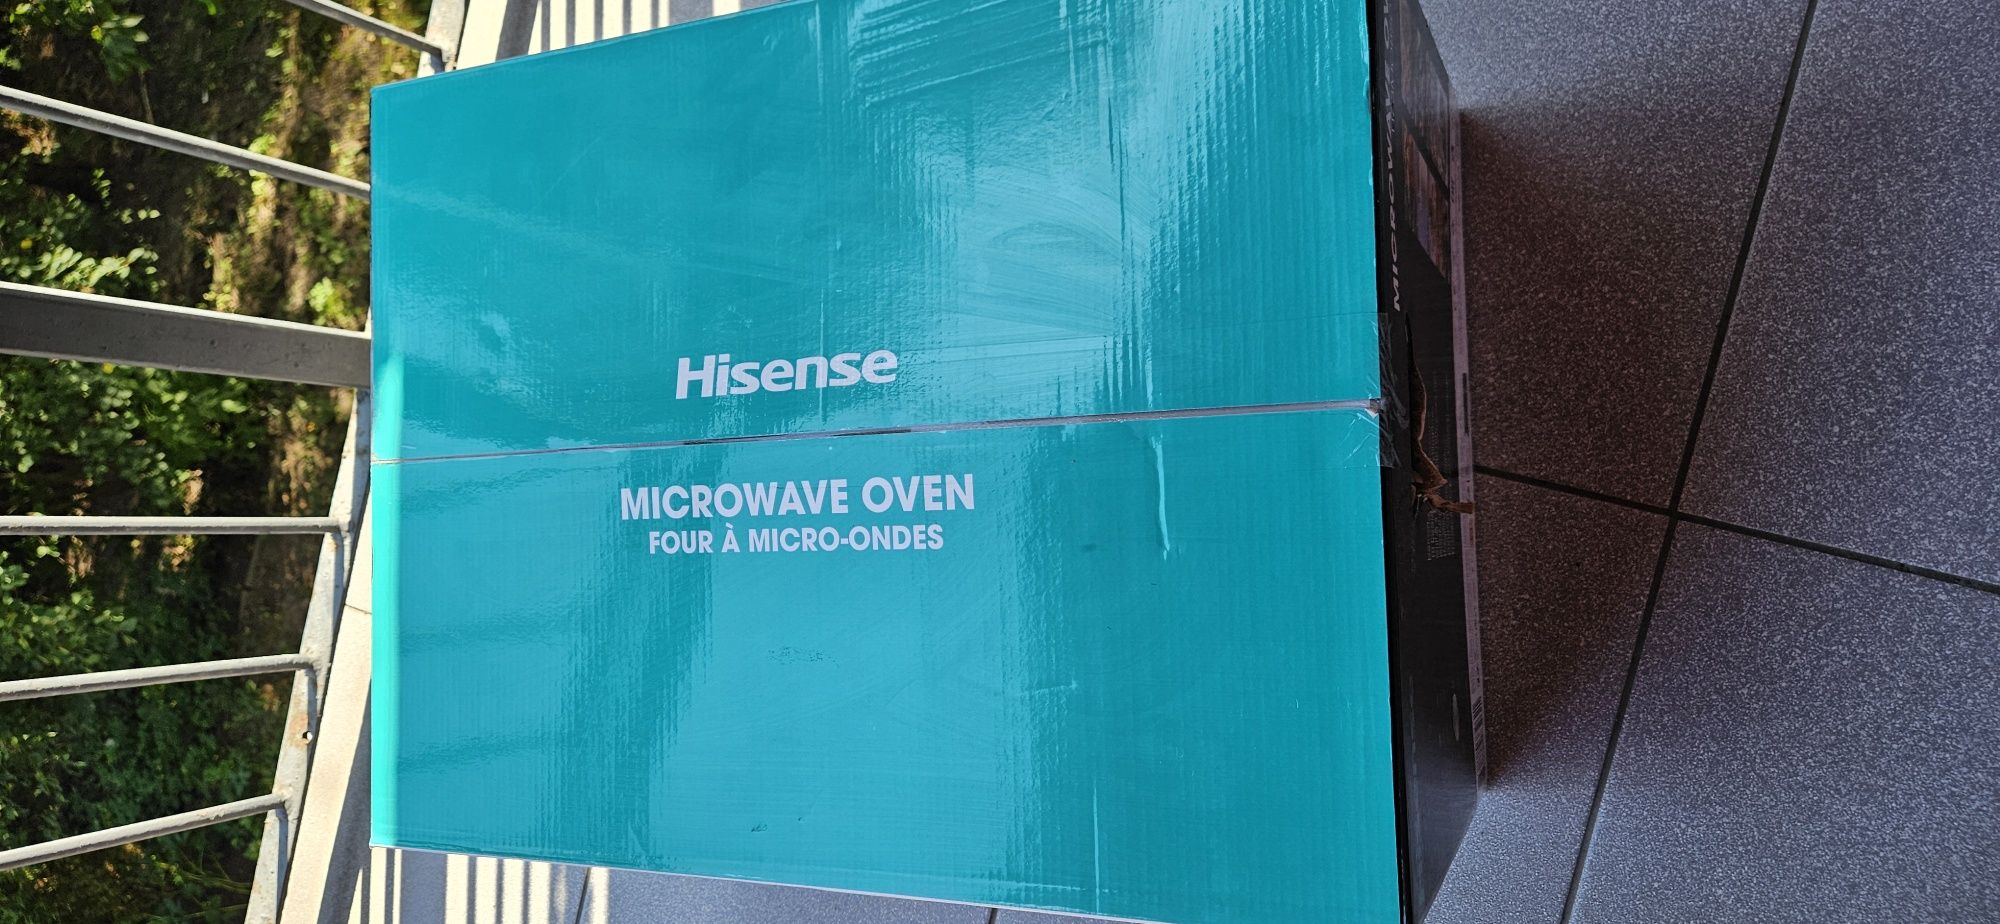 Hisense
MICROWAVE OVEN
FOUR À MICRO-ONDES
MICROWAVE